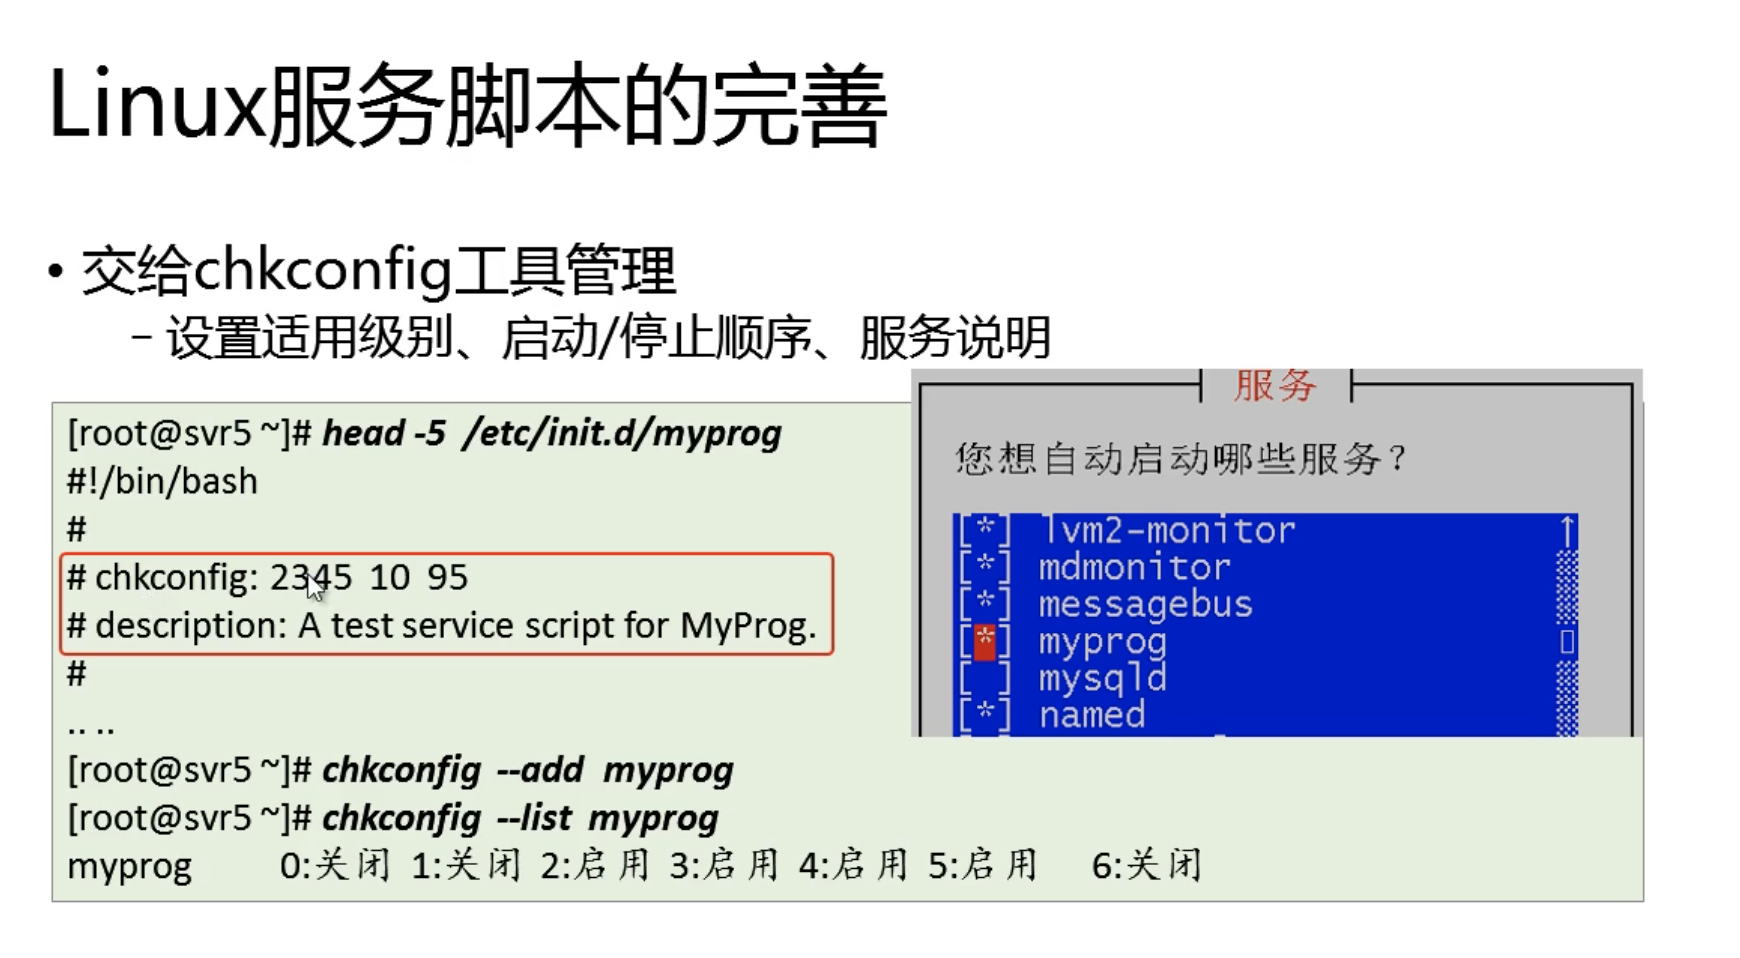 Linux服务脚本的完善
• 交给chkconfig工具管理
– 设置适用级别、启动/停止顺序、服务说明
[root@svr5 ~]# head -5 /etc/init.d/myprog
#!/bin/bash
#
# chkconfig: 2345 10 95
# description: A test service script for MyProg.
#
.. ..
[root@svr5 ~]# chkconfig --add myprog
[root@svr5 ~]# chkconfig --list myprog
myprog 0:关闭 1:关闭 2:启用 3:启用 4:启用 5:启用 6:关闭
服务
您想自动启动哪些服务?
[*] lvm2-monitor ↑
[*] mdmonitor
[*] messagebus
[*] myprog
[ ] mysqld
[*] named